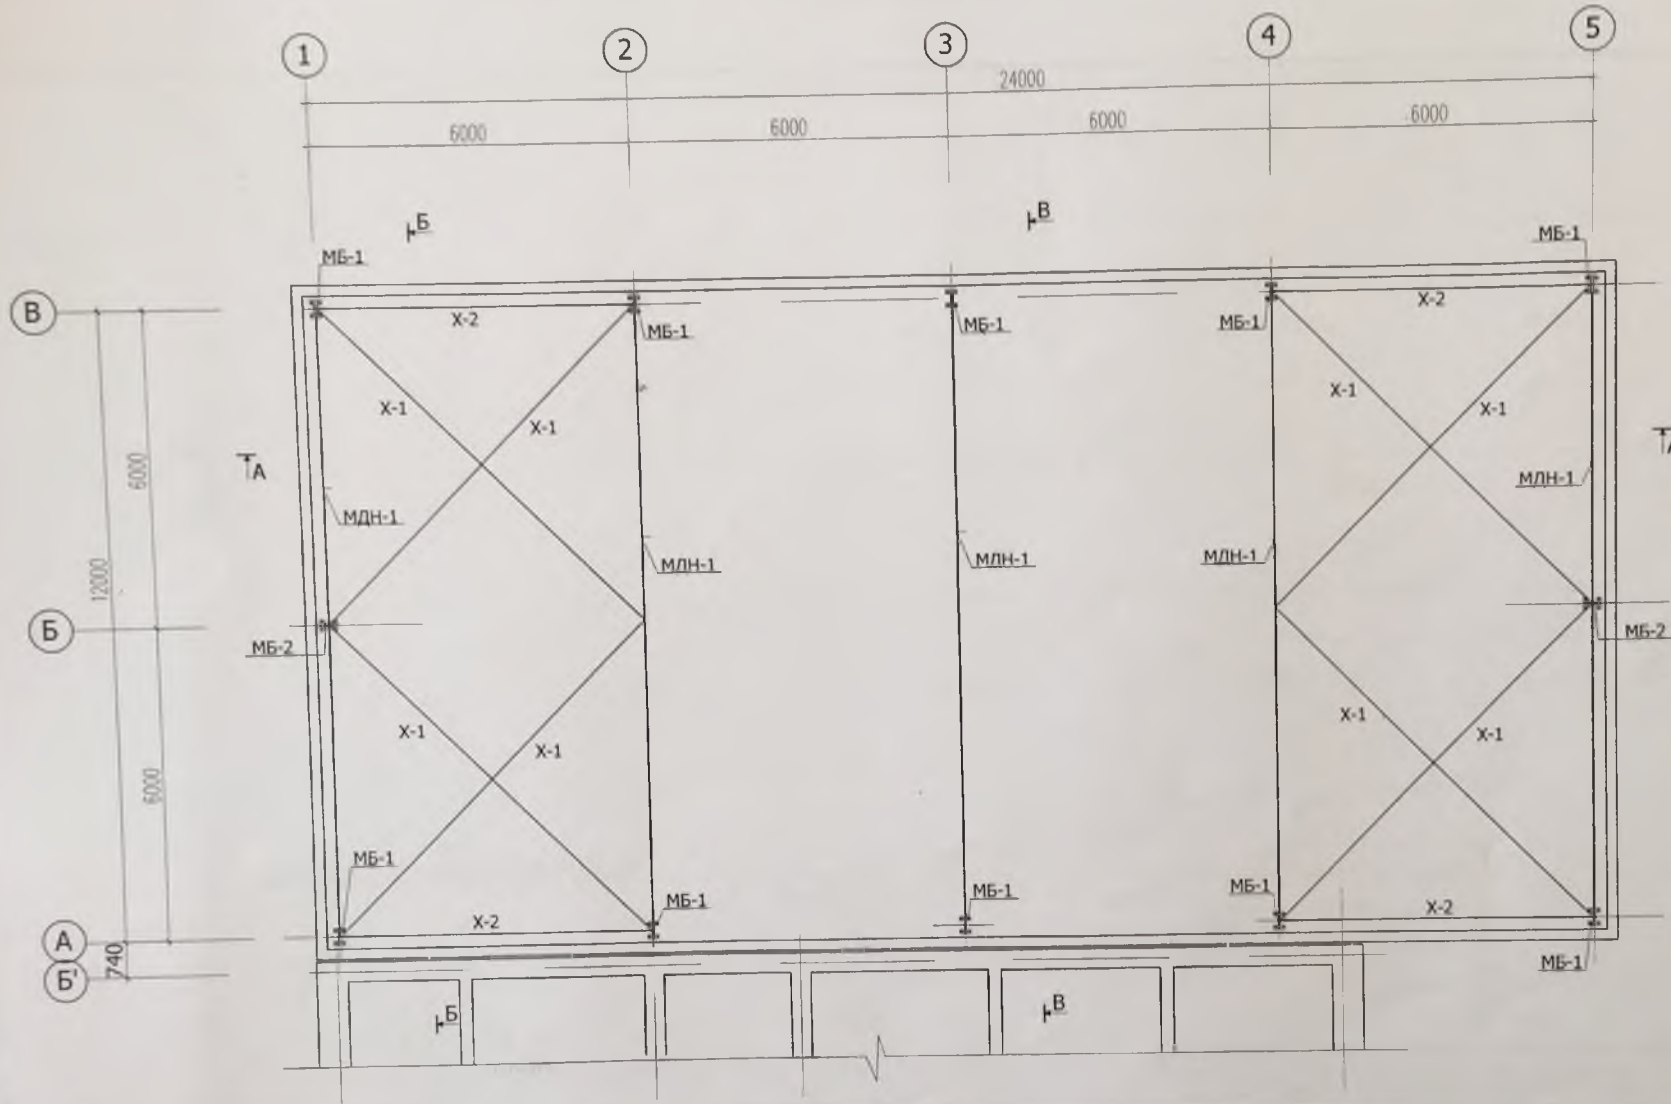 1 2 3 4 5
24000
6000 6000 6000 6000
Б В
МБ-1 МБ-1
В
Х-2 Х-2
МБ-1 МБ-1 МБ-1
Х-1 Х-1 Х-1 Х-1
А
6000
МДН-1 МДН-1
МДН-1 МДН-1 МДН-1
12000
Б
МБ-2 МБ-2
Х-1 Х-1 Х-1 Х-1
6000
МБ-1 МБ-1 МБ-1 МБ-1
Х-2 Х-2
А
740
МБ-1
Б'
Б В